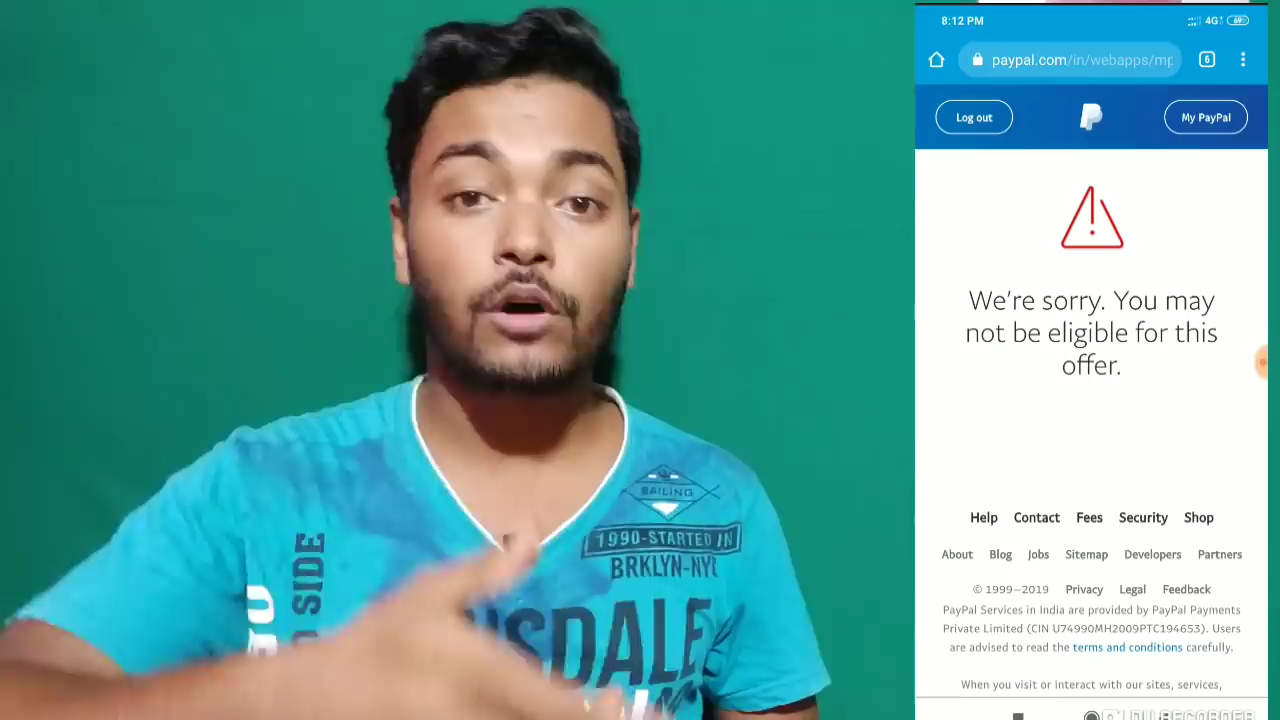 8:12 PM
4G
69
paypal.com/in/webapps/mp
6
Log out
My PayPal
We're sorry. You may
not be eligible for this
offer.
Help Contact Fees Security Shop
About Blog Jobs Sitemap Developers Partners
© 1999–2019 Privacy Legal Feedback
PayPal Services in India are provided by PayPal Payments
Private Limited (CIN U74990MH2009PTC194653). Users
are advised to read the terms and conditions carefully.
When you visit or interact with our sites, services,
RECORDER
SAILING
1990-STARTED IN
BRKLYN-NYC
SIDE
NSDALE